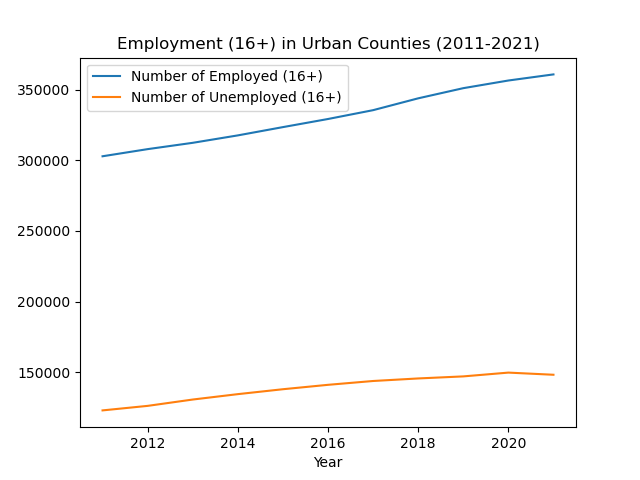 Employment (16+) in Urban Counties (2011-2021)
Number of Employed (16+)
Number of Unemployed (16+)
350000
300000
250000
200000
150000
2012 2014 2016 2018 2020
Year